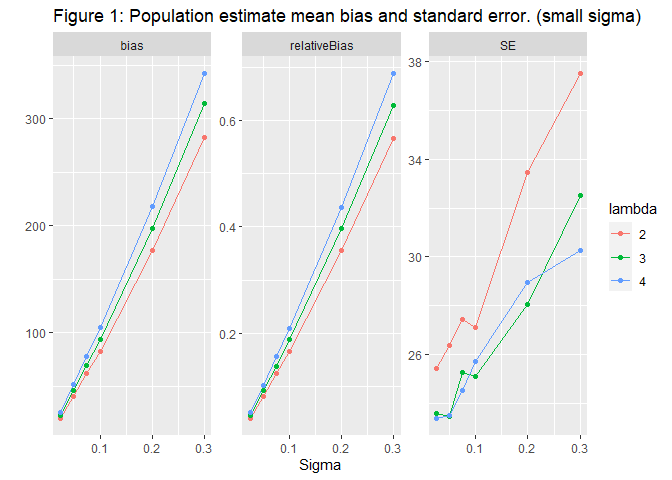 Figure 1: Population estimate mean bias and standard error. (small sigma)
bias
relativeBias
SE
300
200
100
0.6
0.4
0.2
38
34
30
26
0.1 0.2 0.3
0.1 0.2 0.3
0.1 0.2 0.3
Sigma
lambda
2
3
4